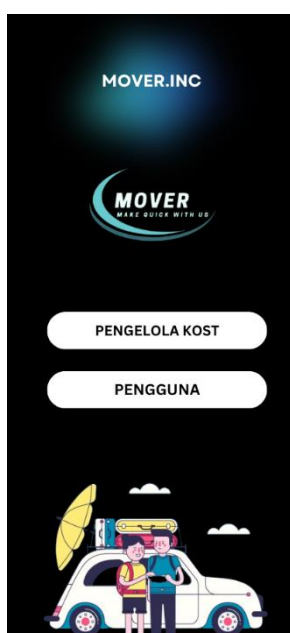 MOVER.INC
MOVER
MAKE QUICK WITH US
PENGELOLA KOST
PENGGUNA